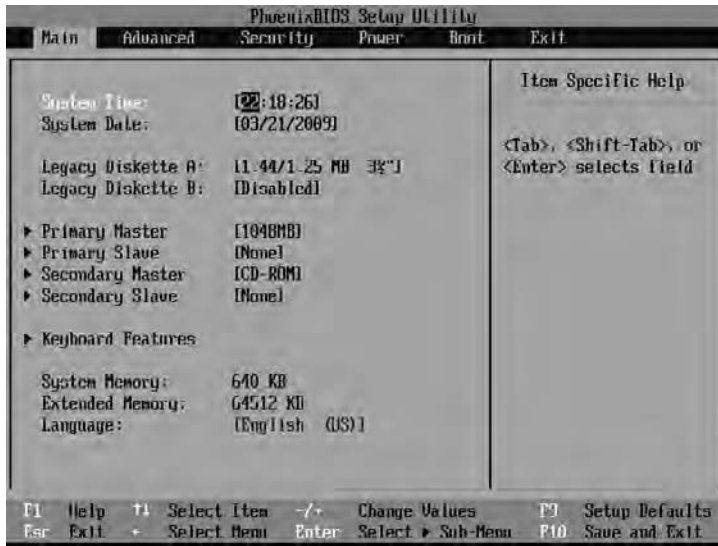 PhoenixBIOS Setup Utility
Main Advanced Security Power Boot Exit
Item Specific Help
System Time: [22:18:26]
System Date: [03/21/2009]
<Tab>, <Shift-Tab>, or
<Enter> selects field
Legacy Diskette A: [1.44/1.25 MB 3½"]
Legacy Diskette B: [Disabled]
▶ Primary Master [1048MB]
▶ Primary Slave [None]
▶ Secondary Master [CD-ROM]
▶ Secondary Slave [None]
▶ Keyboard Features
System Memory: 640 KB
Extended Memory: 64512 KB
Language: [English (US)]
F1 Help ↑↓ Select Item -/+ Change Values F9 Setup Defaults
Esc Exit ← Select Menu Enter Select ▶ Sub-Menu F10 Save and Exit